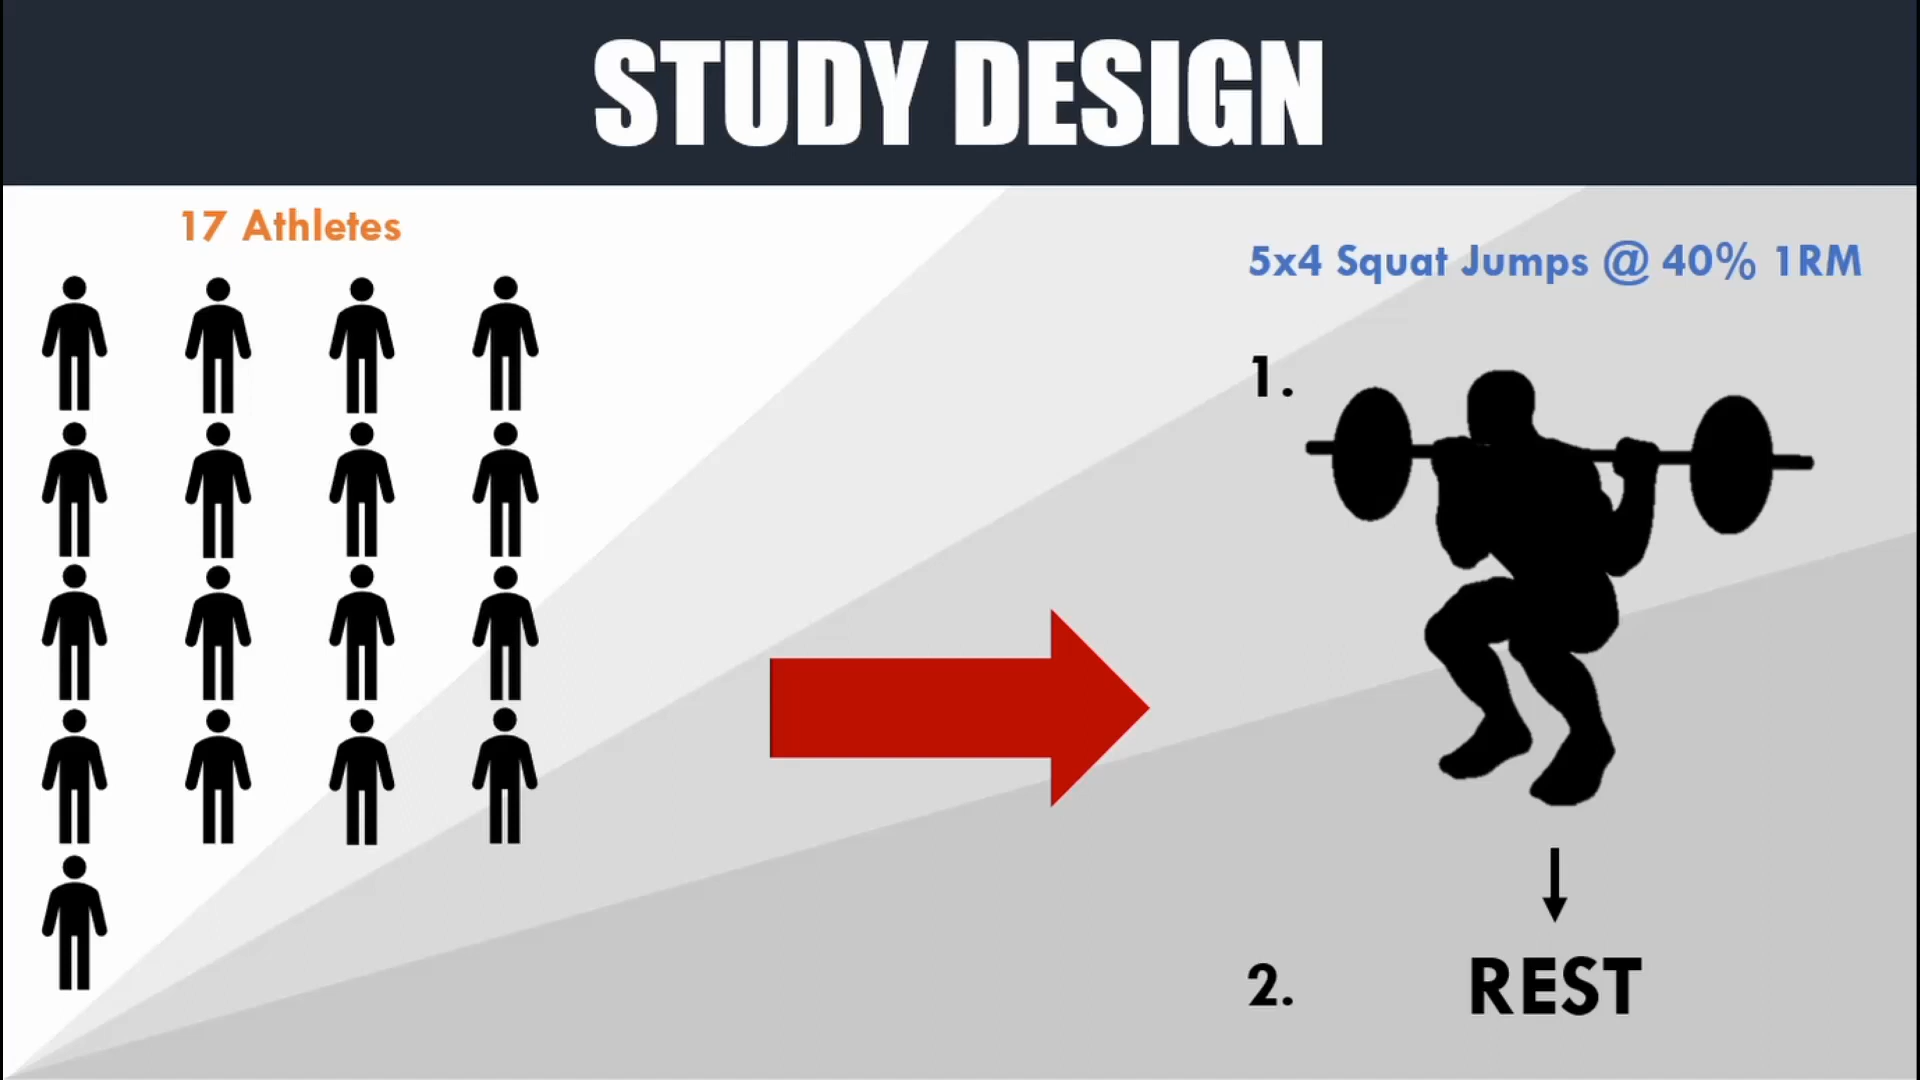 STUDY DESIGN
17 Athletes
5x4 Squat Jumps @ 40% 1RM
1.
2. REST